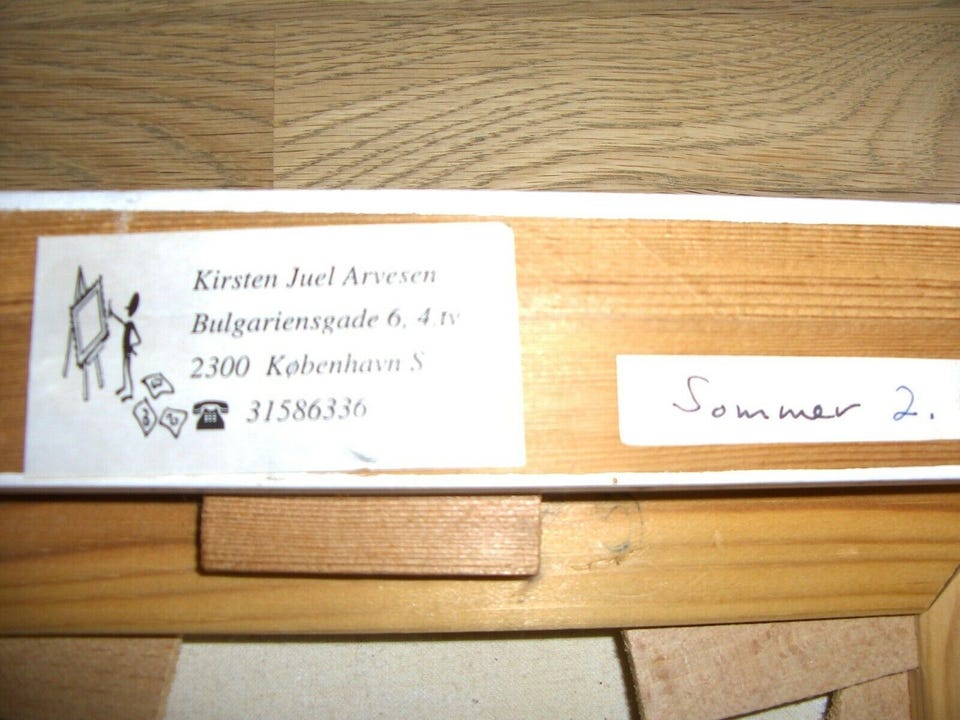 Kirsten Juel Arvesen
Bulgariensgade 6, 4.tv
2300 København S
31586336
Sommer 2.